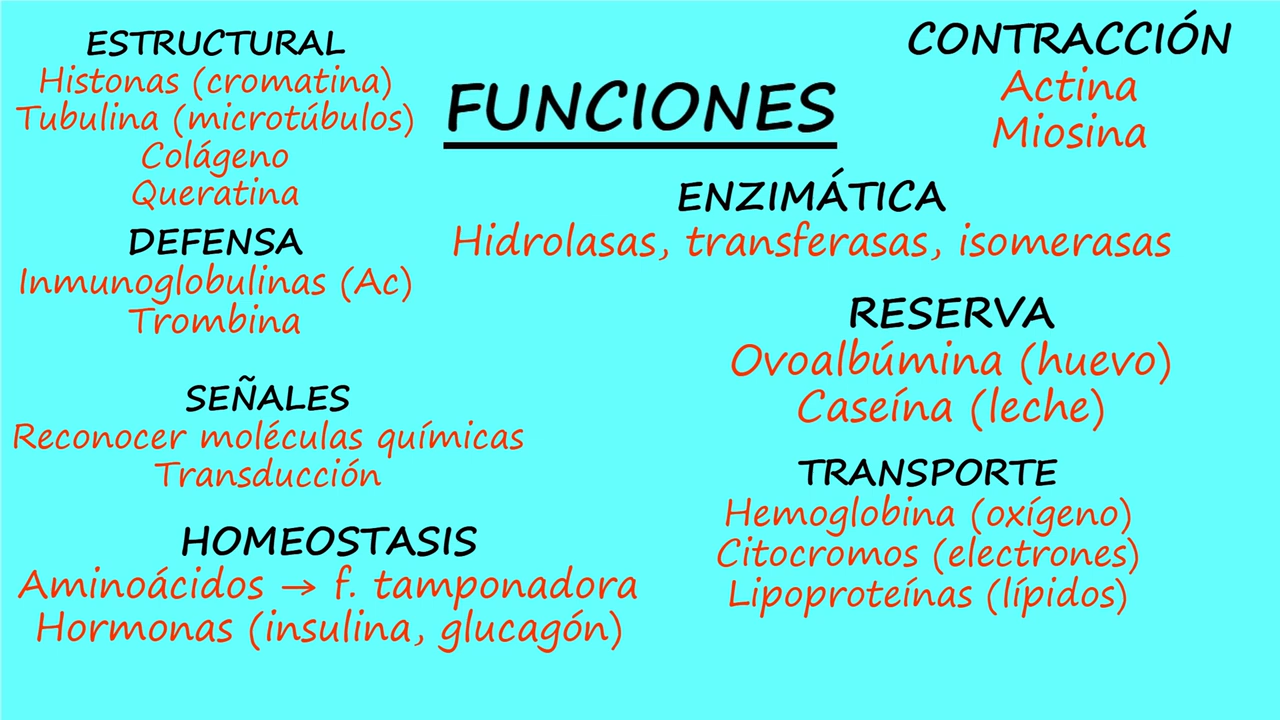 FUNCIONES
ESTRUCTURAL
Histonas (cromatina)
Tubulina (microtúbulos)
Colágeno
Queratina
DEFENSA
Inmunoglobulinas (Ac)
Trombina
SEÑALES
Reconocer moléculas químicas
Transducción
HOMEOSTASIS
Aminoácidos → f. tamponadora
Hormonas (insulina, glucagón)
CONTRACCIÓN
Actina
Miosina
ENZIMÁTICA
Hidrolasas, transferasas, isomerasas
RESERVA
Ovoalbúmina (huevo)
Caseína (leche)
TRANSPORTE
Hemoglobina (oxígeno)
Citocromos (electrones)
Lipoproteínas (lípidos)